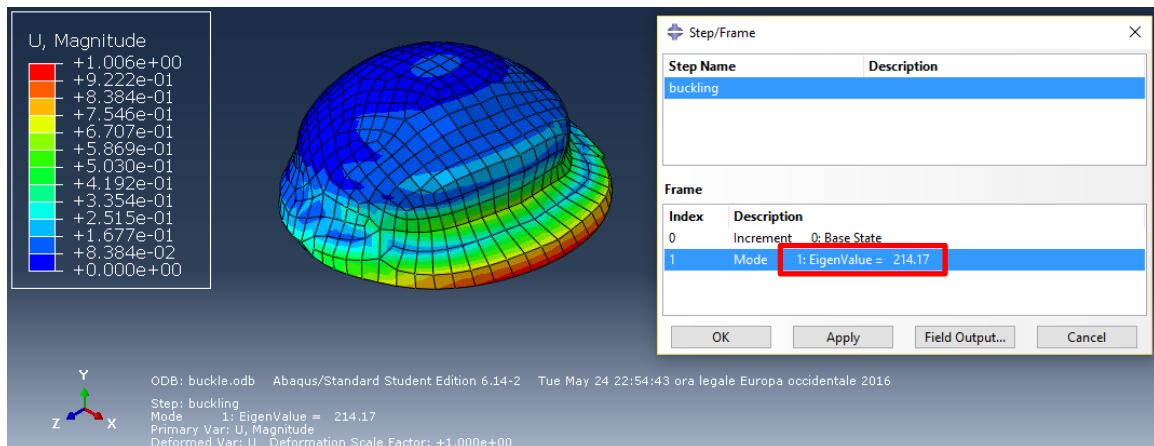 U, Magnitude
+1.006e+00
+9.222e-01
+8.384e-01
+7.546e-01
+6.707e-01
+5.869e-01
+5.030e-01
+4.192e-01
+3.354e-01
+2.515e-01
+1.677e-01
+8.384e-02
+0.000e+00
Step/Frame
Step Name Description
buckling
Frame
Index Description
0 Increment 0: Base State
1 Mode 1: EigenValue = 214.17
OK Apply Field Output... Cancel
Y
Z X
ODB: buckle.odb Abaqus/Standard Student Edition 6.14-2 Tue May 24 22:54:43 ora legale Europa occidentale 2016
Step: buckling
Mode 1: EigenValue = 214.17
Primary Var: U, Magnitude
Deformed Var: U Deformation Scale Factor: +1.000e+00